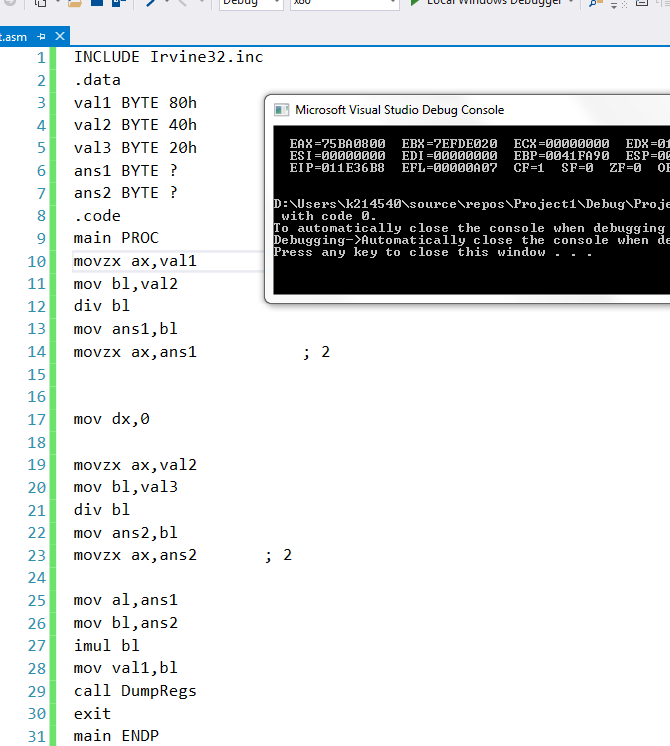 Debug
x86
Local Windows Debugger
t.asm
1 INCLUDE Irvine32.inc
2 .data
3 val1 BYTE 80h
4 val2 BYTE 40h
5 val3 BYTE 20h
6 ans1 BYTE ?
7 ans2 BYTE ?
8 .code
9 main PROC
10 movzx ax,val1
11 mov bl,val2
12 div bl
13 mov ans1,bl
14 movzx ax,ans1 ; 2
15
16
17 mov dx,0
18
19 movzx ax,val2
20 mov bl,val3
21 div bl
22 mov ans2,bl
23 movzx ax,ans2 ; 2
24
25 mov al,ans1
26 mov bl,ans2
27 imul bl
28 mov val1,bl
29 call DumpRegs
30 exit
31 main ENDP
Microsoft Visual Studio Debug Console
EAX=75BA0800 EBX=7EFDE020 ECX=00000000 EDX=01
ESI=00000000 EDI=00000000 EBP=0041FA90 ESP=00
EIP=011E36B8 EFL=00000A07 CF=1 SF=0 ZF=0 OF
D:\Users\k214540\source\repos\Project1\Debug\Proje
with code 0.
To automatically close the console when debugging
Debugging->Automatically close the console when de
Press any key to close this window . . .